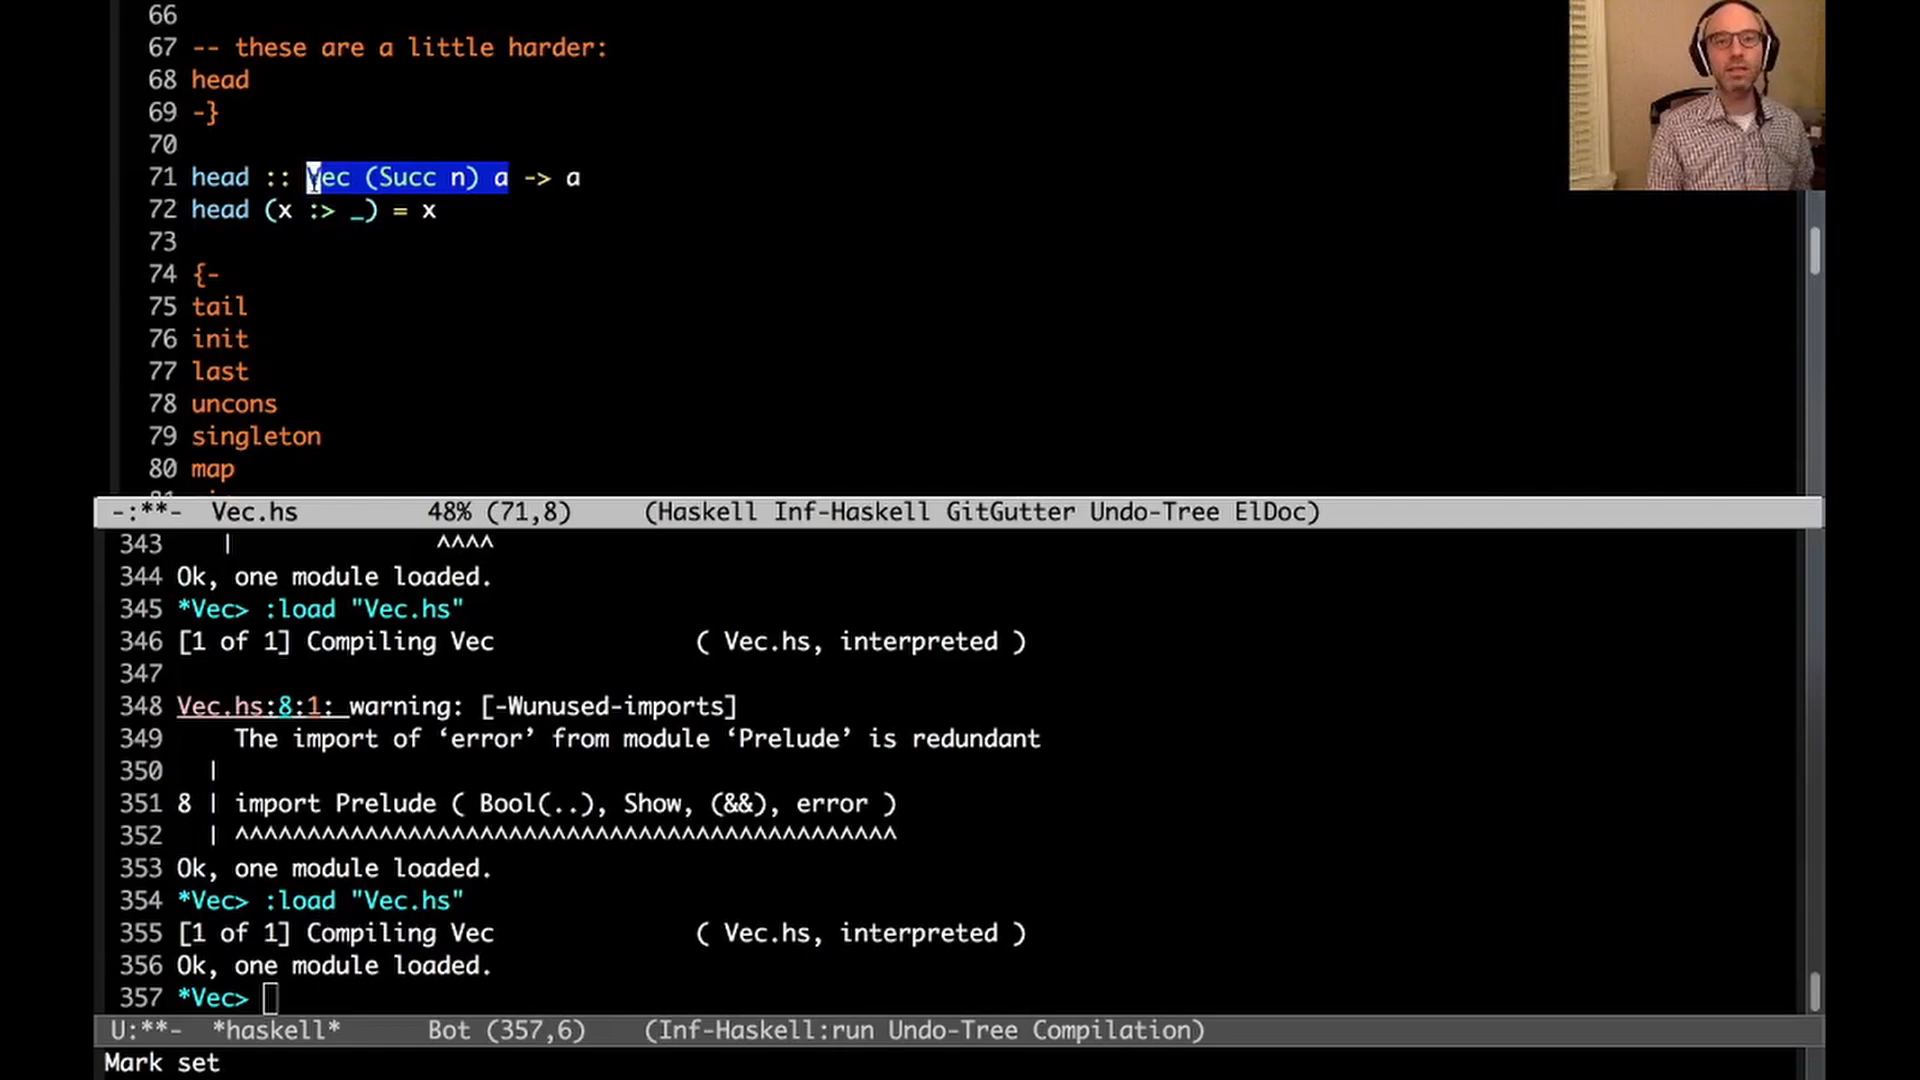 66
67 -- these are a little harder:
68 head
69 -}
70
71 head :: Vec (Succ n) a -> a
72 head (x :> _) = x
73
74 {-
75 tail
76 init
77 last
78 uncons
79 singleton
80 map
-:**-  Vec.hs         48% (71,8)     (Haskell Inf-Haskell GitGutter Undo-Tree ElDoc)
343    |              ^^^^
344 Ok, one module loaded.
345 *Vec> :load "Vec.hs"
346 [1 of 1] Compiling Vec              ( Vec.hs, interpreted )
347
348 Vec.hs:8:1: warning: [-Wunused-imports]
349     The import of ‘error’ from module ‘Prelude’ is redundant
350   |
351 8 | import Prelude ( Bool(..), Show, (&&), error )
352   | ^^^^^^^^^^^^^^^^^^^^^^^^^^^^^^^^^^^^^^^^^^^^^^
353 Ok, one module loaded.
354 *Vec> :load "Vec.hs"
355 [1 of 1] Compiling Vec              ( Vec.hs, interpreted )
356 Ok, one module loaded.
357 *Vec>
U:**-  *haskell*      Bot (357,6)    (Inf-Haskell:run Undo-Tree Compilation)
Mark set